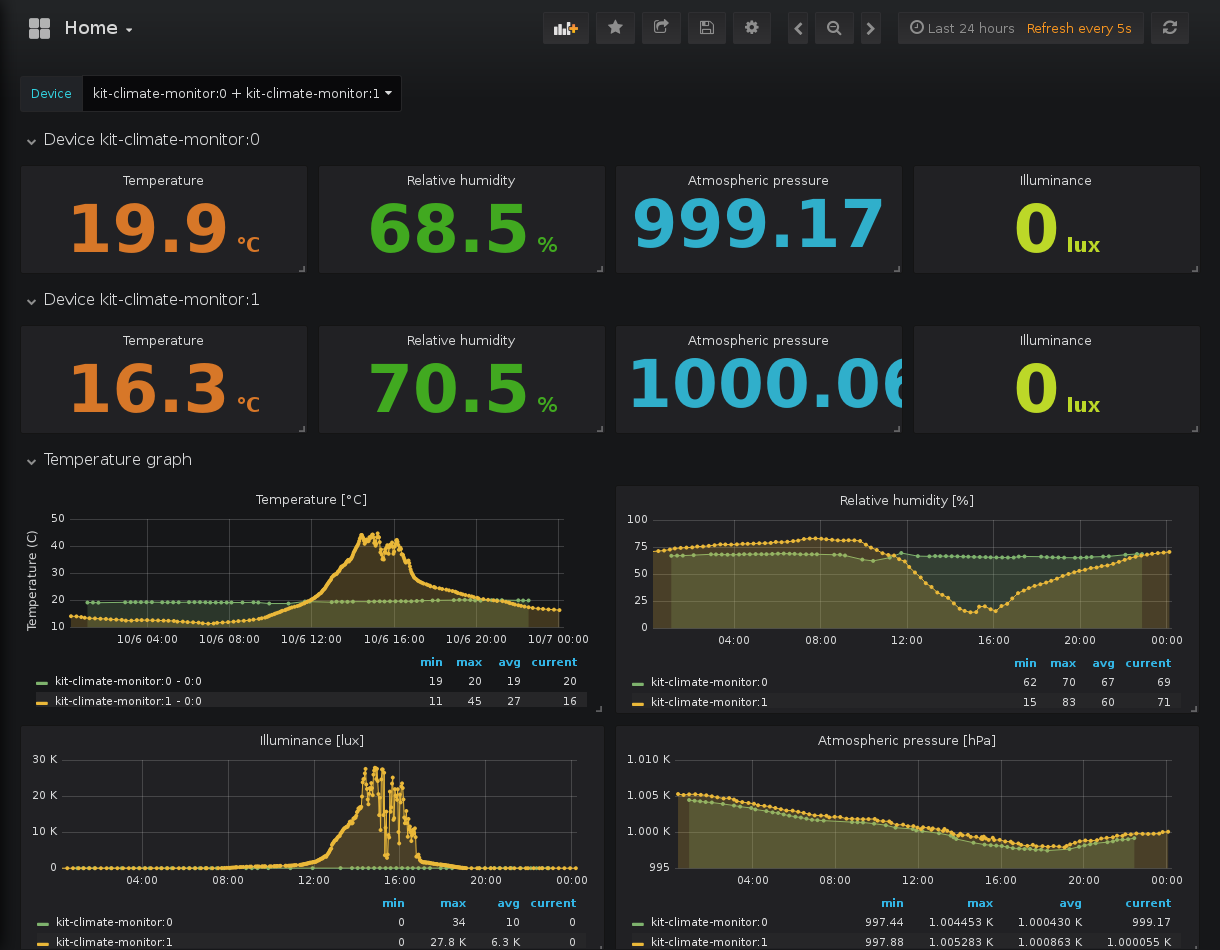 Home
Last 24 hours Refresh every 5s
Device kit-climate-monitor:0 + kit-climate-monitor:1
Device kit-climate-monitor:0
Temperature Relative humidity Atmospheric pressure Illuminance
19.9 °C 68.5 % 999.17 0 lux
Device kit-climate-monitor:1
Temperature Relative humidity Atmospheric pressure Illuminance
16.3 °C 70.5 % 1000.06 0 lux
Temperature graph
Temperature [°C]
Temperature (C)
50
40
30
20
10
10/6 04:00 10/6 08:00 10/6 12:00 10/6 16:00 10/6 20:00 10/7 00:00
min max avg current
kit-climate-monitor:0 - 0:0 19 20 19 20
kit-climate-monitor:1 - 0:0 11 45 27 16
Relative humidity [%]
100
75
50
25
0
04:00 08:00 12:00 16:00 20:00 00:00
min max avg current
kit-climate-monitor:0 62 70 67 69
kit-climate-monitor:1 15 83 60 71
Illuminance [lux]
30 K
20 K
10 K
0
04:00 08:00 12:00 16:00 20:00 00:00
min max avg current
kit-climate-monitor:0 0 34 10 0
kit-climate-monitor:1 0 27.8 K 6.3 K 0
Atmospheric pressure [hPa]
1.010 K
1.005 K
1.000 K
995
04:00 08:00 12:00 16:00 20:00 00:00
min max avg current
kit-climate-monitor:0 997.44 1.004453 K 1.000430 K 999.17
kit-climate-monitor:1 997.88 1.005283 K 1.000863 K 1.000055 K